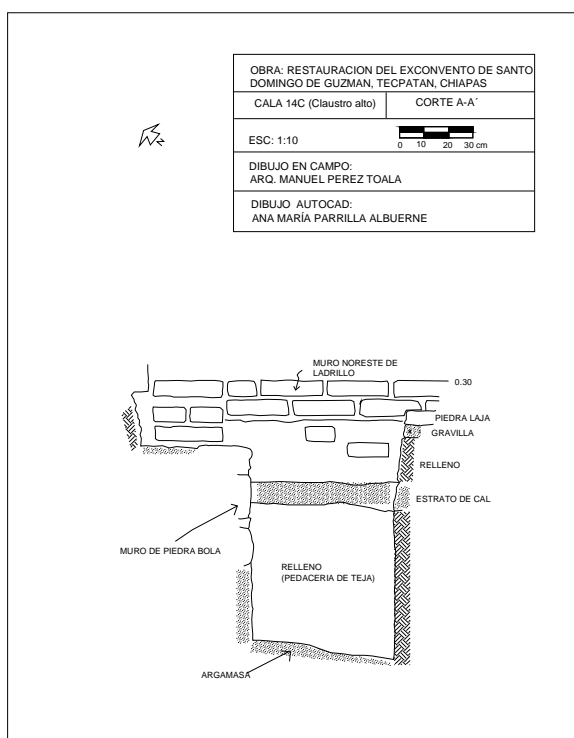 OBRA: RESTAURACION DEL EXCONVENTO DE SANTO
DOMINGO DE GUZMAN, TECPATAN, CHIAPAS
CALA 14C (Claustro alto)
CORTE A-A´
ESC: 1:10
0 10 20 30 cm
DIBUJO EN CAMPO:
ARQ. MANUEL PEREZ TOALA
DIBUJO AUTOCAD:
ANA MARÍA PARRILLA ALBUERNE
N
MURO NORESTE DE
LADRILLO
0.30
PIEDRA LAJA
GRAVILLA
RELLENO
ESTRATO DE CAL
MURO DE PIEDRA BOLA
RELLENO
(PEDACERIA DE TEJA)
ARGAMASA